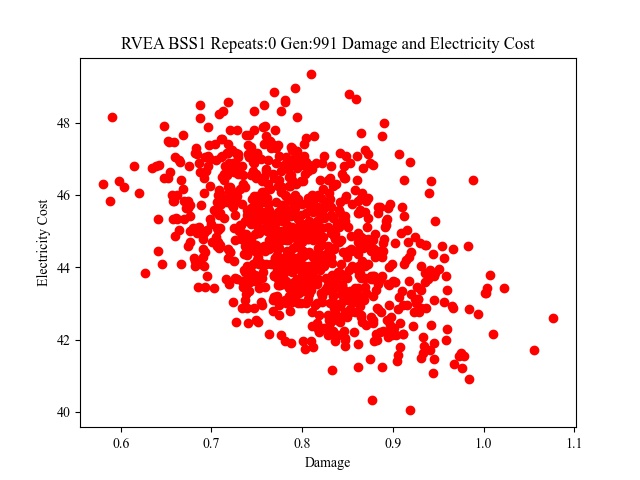 RVEA BSS1 Repeats:0 Gen:991 Damage and Electricity Cost
48
46
44
42
40
Electricity Cost
0.6 0.7 0.8 0.9 1.0 1.1
Damage